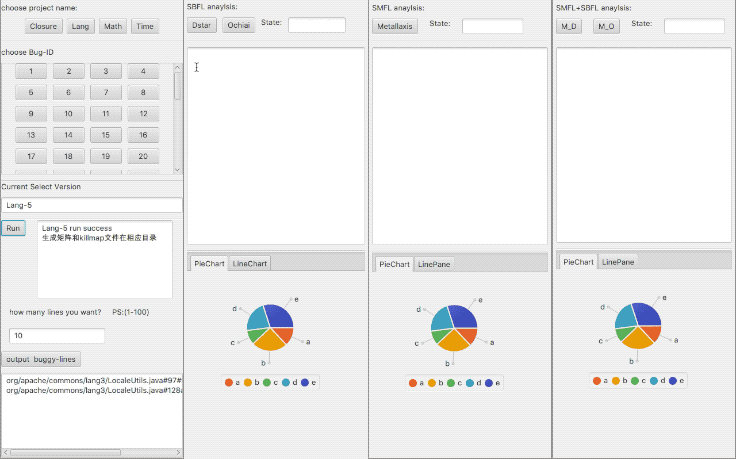 choose project name:
Closure Lang Math Time
choose Bug-ID
1 2 3 4
5 6 7 8
9 10 11 12
13 14 15 16
17 18 19 20
Current Select Version
Lang-5
Run
Lang-5 run success
生成矩阵和killmap文件在相应目录
how many lines you want? PS:(1-100)
10
output buggy-lines
org/apache/commons/lang3/LocaleUtils.java#97#
org/apache/commons/lang3/LocaleUtils.java#128
SBFL anaylsis:
Dstar Ochiai State:
PieChart LineChart
e
d
c
a
b
a b c d e
SMFL anaylsis:
Metallaxis State:
PieChart LinePane
e
d
c
a
b
a b c d e
SMFL+SBFL anaylsis:
M_D M_O State:
PieChart LinePane
e
d
c
a
b
a b c d e